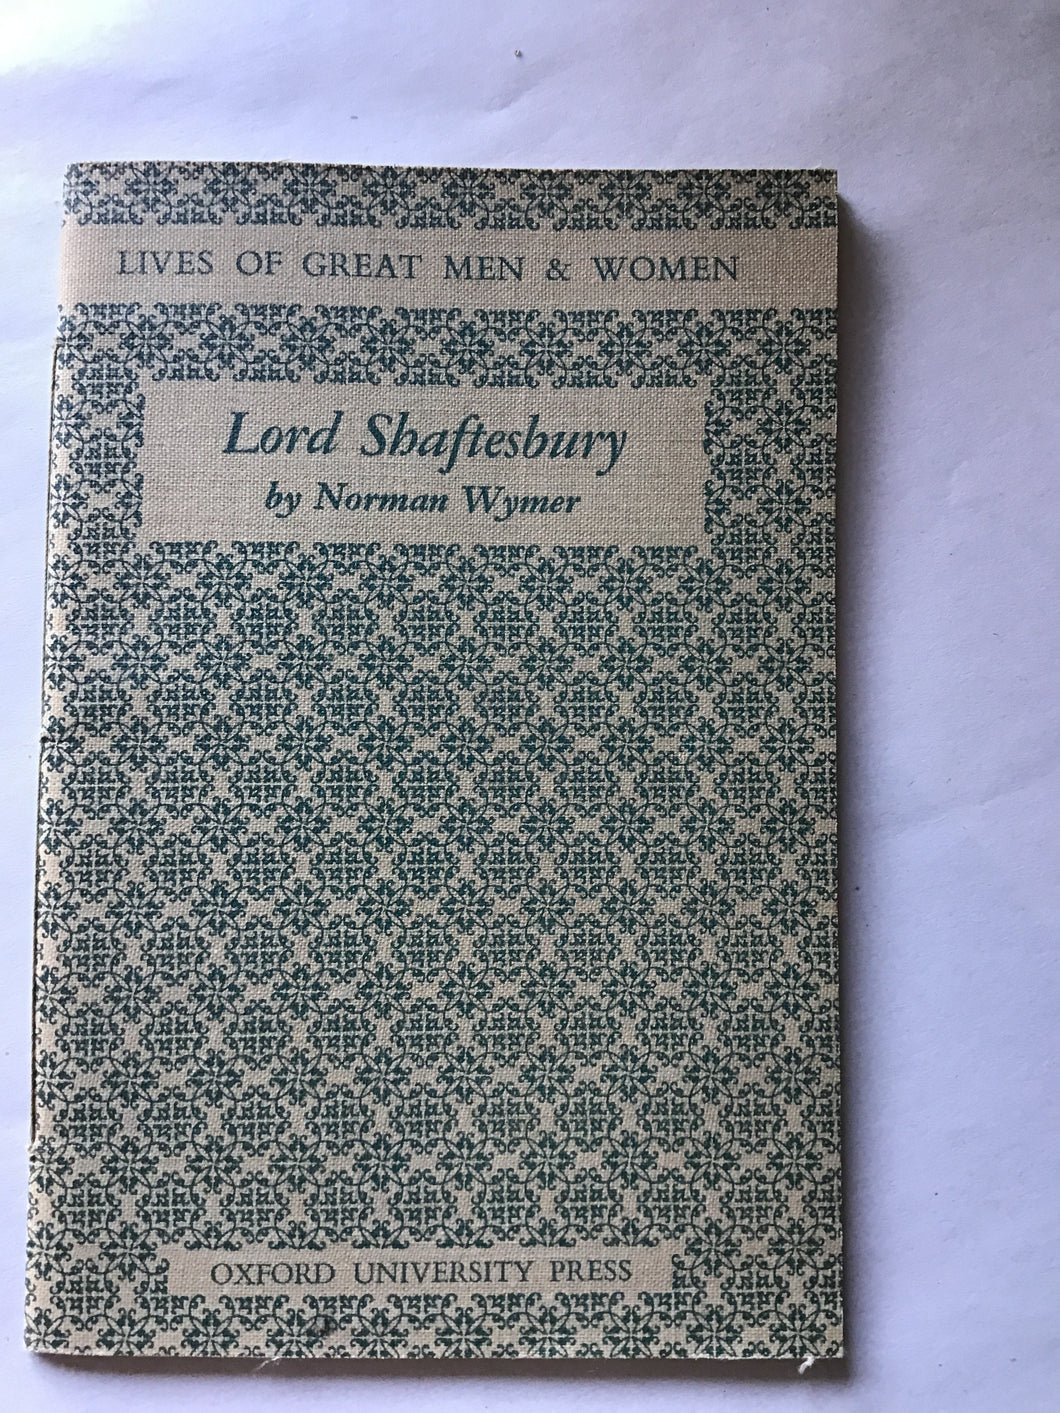 LIVES OF GREAT MEN & WOMEN
Lord Shaftesbury
by Norman Wymer
OXFORD UNIVERSITY PRESS